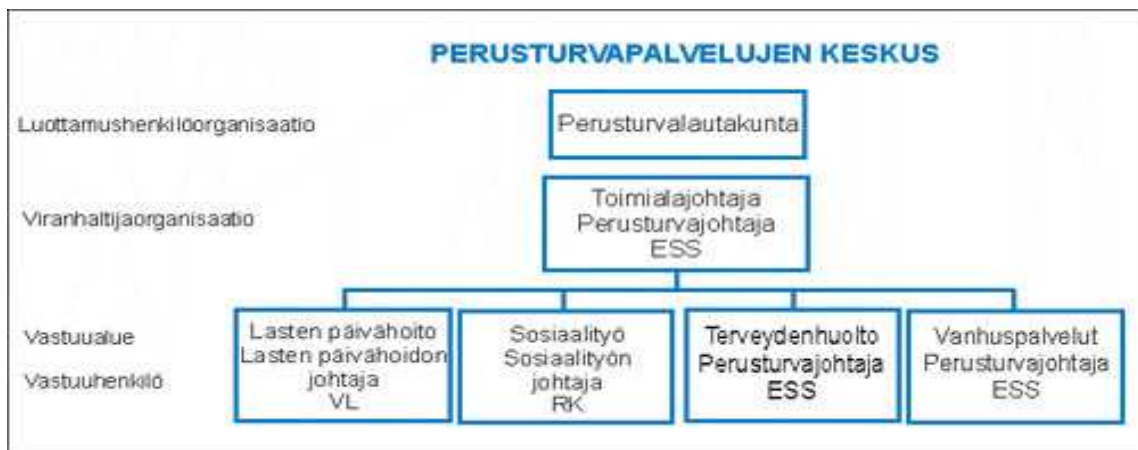 PERUSTURVAPALVELUJEN KESKUS
Luottamushenkilöorganisaatio
Perusturvalautakunta
Viranhaltijaorganisaatio
Toimialajohtaja
Perusturvajohtaja
ESS
Vastuualue
Vastuuhenkilö
Lasten päivähoito
Lasten päivähoidon
johtaja
VL
Sosiaalityö
Sosiaalityön
johtaja
RK
Terveydenhuolto
Perusturvajohtaja
ESS
Vanhuspalvelut
Perusturvajohtaja
ESS